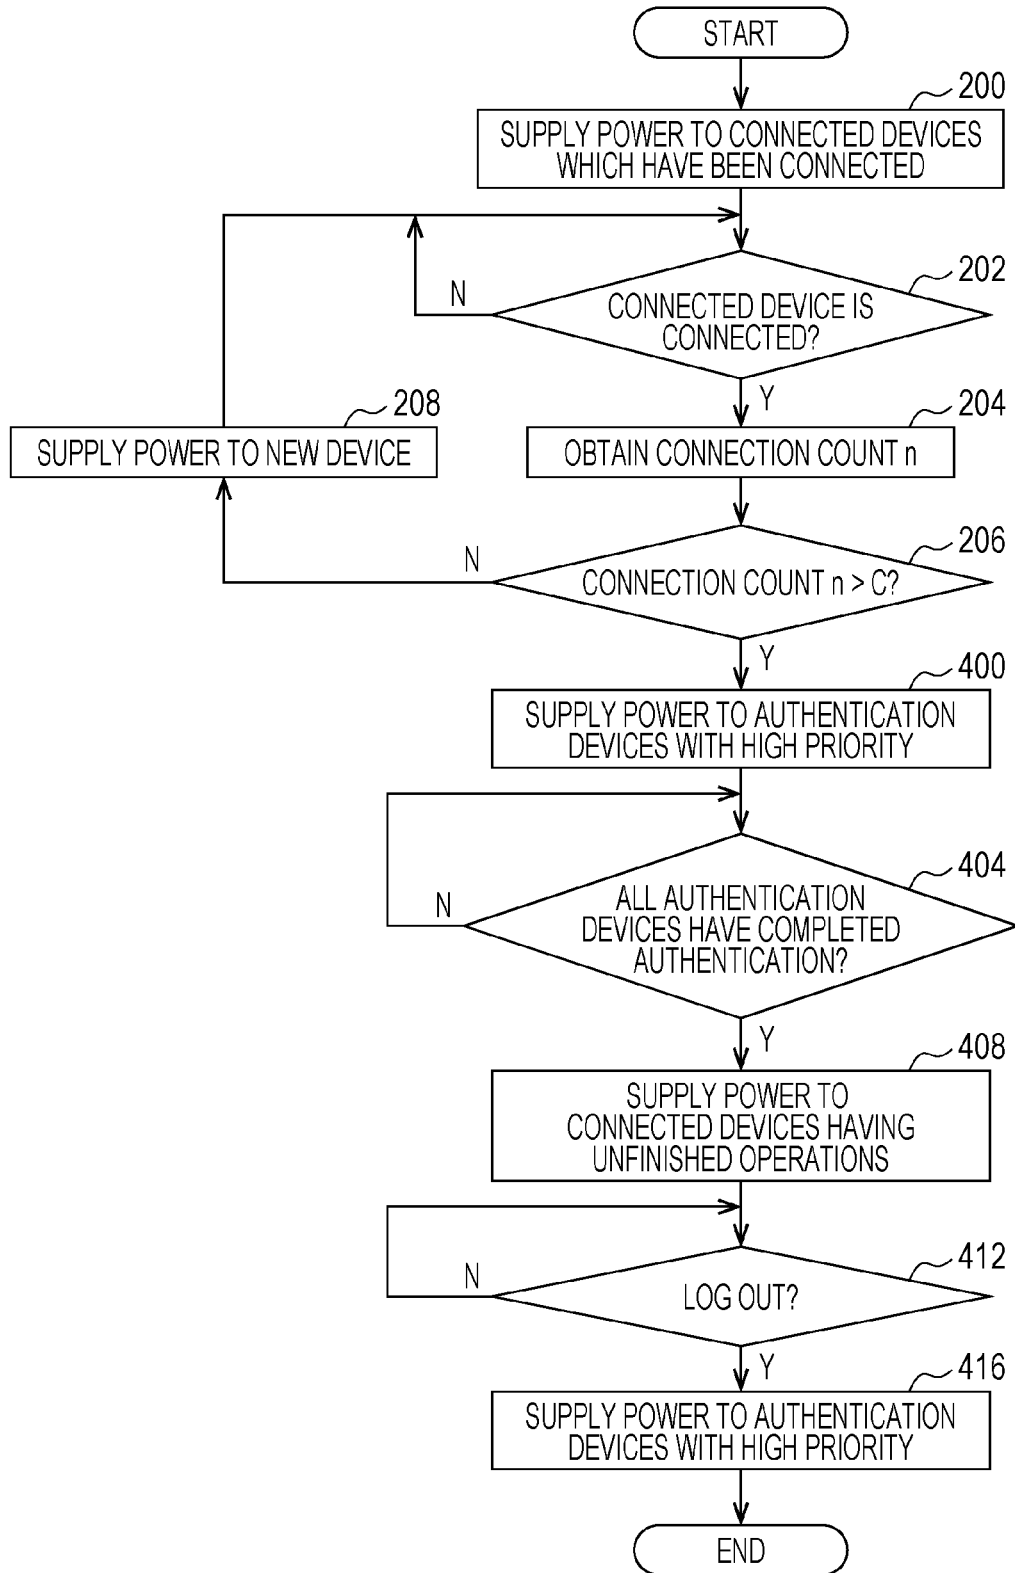 START
200
SUPPLY POWER TO CONNECTED DEVICES
WHICH HAVE BEEN CONNECTED
202
N
CONNECTED DEVICE IS
CONNECTED?
Y
208
204
SUPPLY POWER TO NEW DEVICE
OBTAIN CONNECTION COUNT n
206
N
CONNECTION COUNT n > C?
Y
400
SUPPLY POWER TO AUTHENTICATION
DEVICES WITH HIGH PRIORITY
404
N
ALL AUTHENTICATION
DEVICES HAVE COMPLETED
AUTHENTICATION?
Y
408
SUPPLY POWER TO
CONNECTED DEVICES HAVING
UNFINISHED OPERATIONS
412
N
LOG OUT?
Y
416
SUPPLY POWER TO AUTHENTICATION
DEVICES WITH HIGH PRIORITY
END